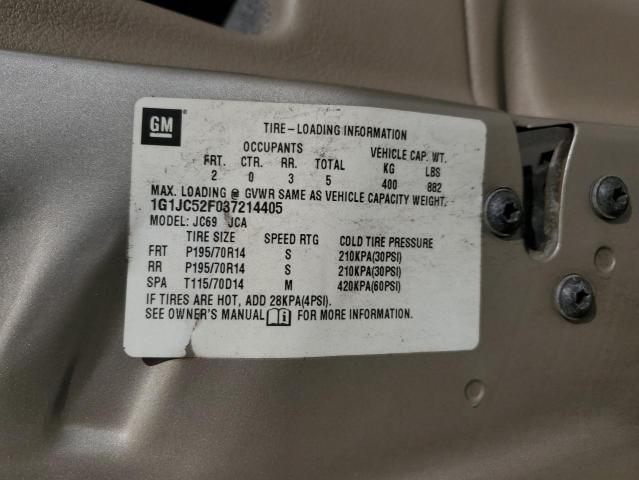 GM
TIRE-LOADING INFORMATION
OCCUPANTS VEHICLE CAP. WT.
FRT. CTR. RR. TOTAL KG LBS
2 0 3 5 400 882
MAX. LOADING @ GVWR SAME AS VEHICLE CAPACITY WEIGHT.
1G1JC52F037214405
MODEL: JC69 JCA
TIRE SIZE SPEED RTG COLD TIRE PRESSURE
FRT P195/70R14 S 210KPA(30PSI)
RR P195/70R14 S 210KPA(30PSI)
SPA T115/70D14 M 420KPA(60PSI)
IF TIRES ARE HOT, ADD 28KPA(4PSI).
SEE OWNER'S MANUAL FOR MORE INFORMATION.